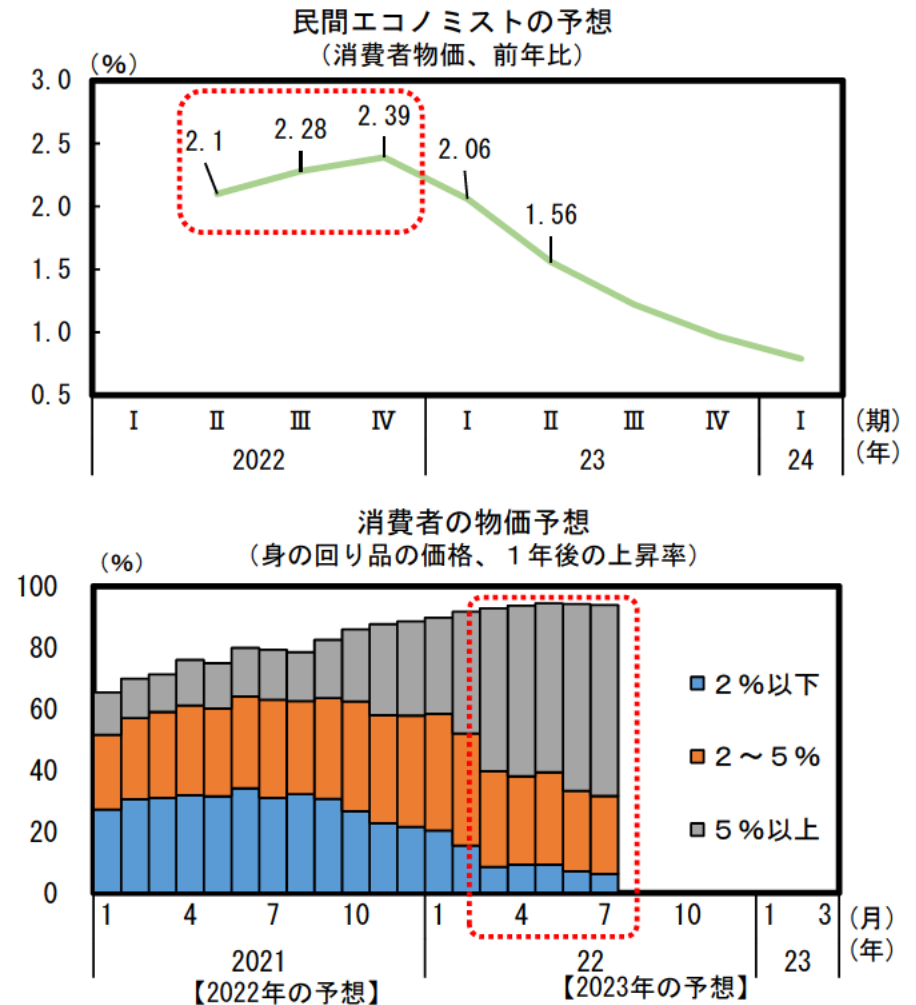 民間エコノミストの予想
（消費者物価、前年比）
（％）
3.0
2.5
2.0
1.5
1.0
0.5
2.1
2.28
2.39
2.06
1.56
Ⅰ Ⅱ Ⅲ Ⅳ Ⅰ Ⅱ Ⅲ Ⅳ Ⅰ （期）
2022 23 24 （年）
消費者の物価予想
（身の回り品の価格、１年後の上昇率）
（％）
100
80
60
40
20
0
２％以下
２～５％
５％以上
1 4 7 10 1 4 7 10 1 3 （月）
2021 22 23 （年）
【2022年の予想】 【2023年の予想】